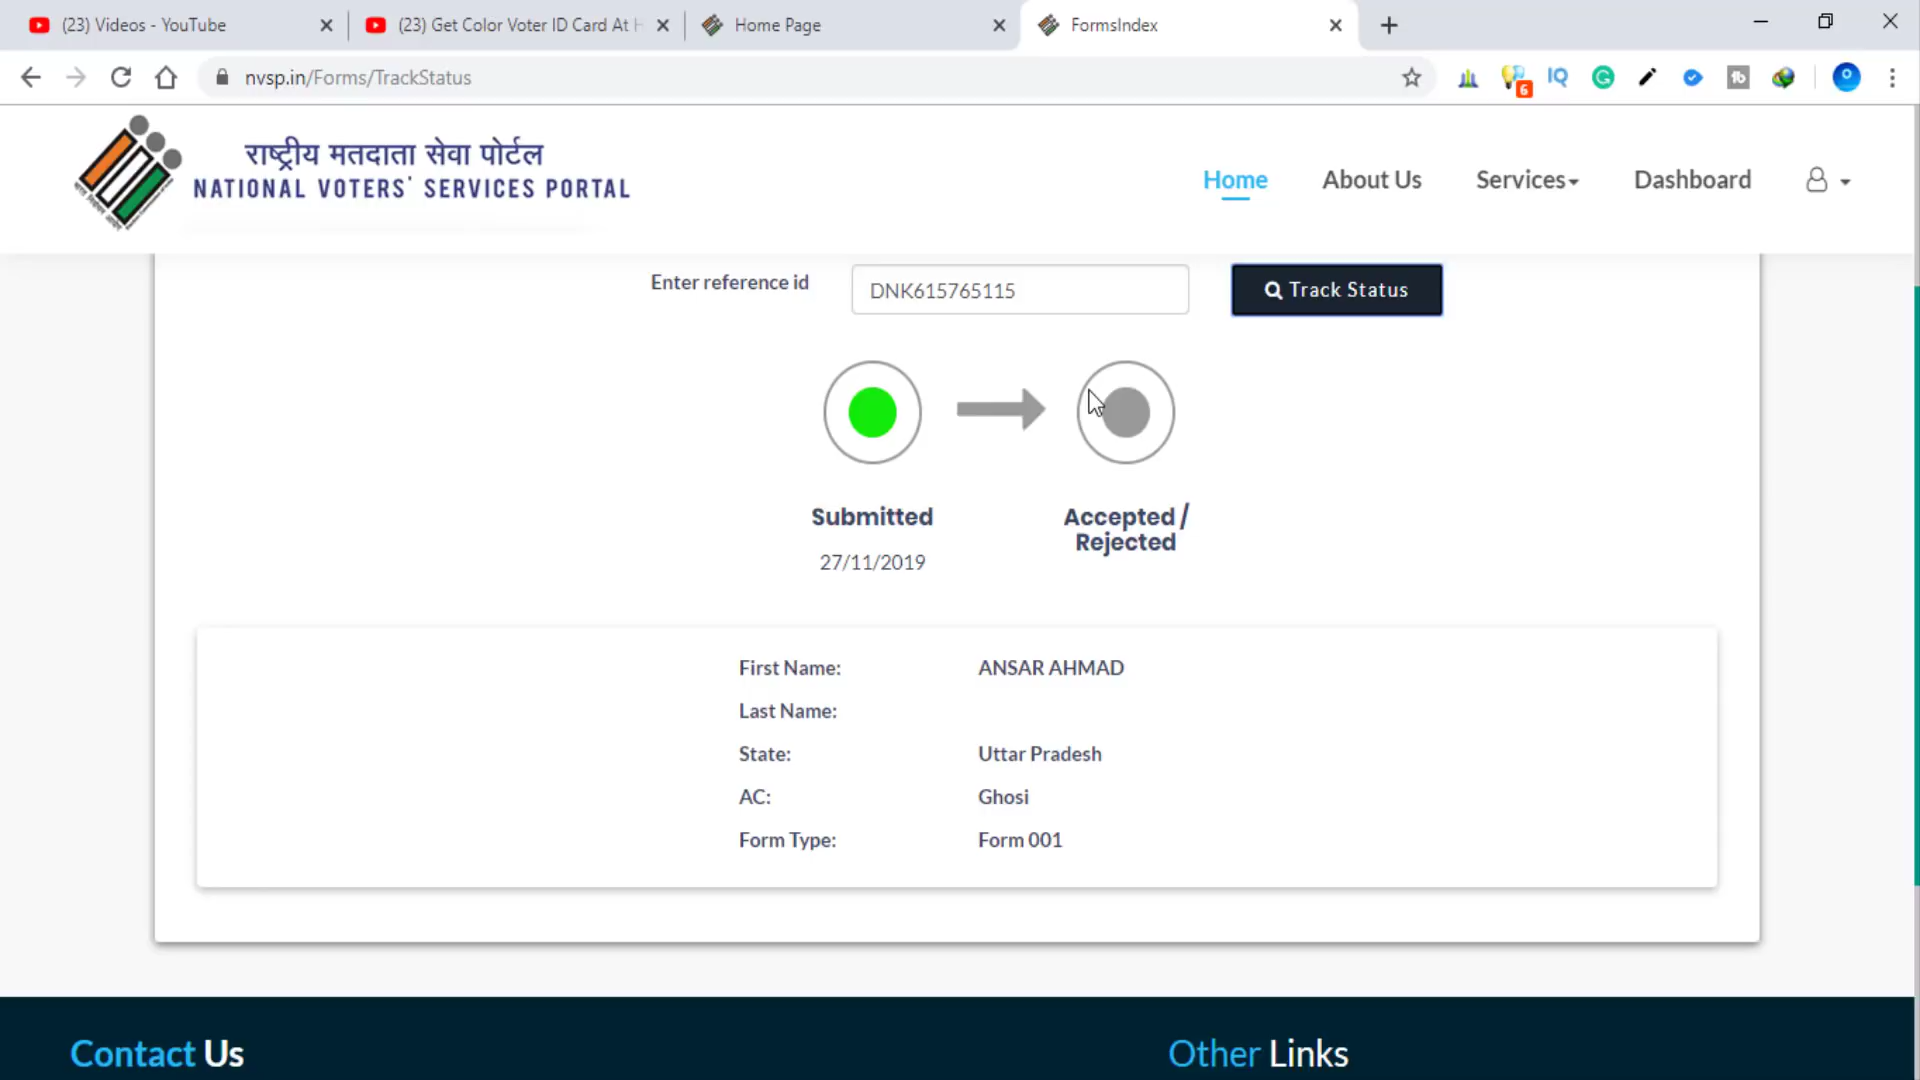 (23) Videos - YouTube
(23) Get Color Voter ID Card At H
Home Page
FormsIndex
nvsp.in/Forms/TrackStatus
6
IQ
राष्ट्रीय मतदाता सेवा पोर्टल
NATIONAL VOTERS' SERVICES PORTAL
Home
About Us
Services
Dashboard
Enter reference id
DNK615765115
Track Status
Submitted
27/11/2019
Accepted /
Rejected
First Name: ANSAR AHMAD
Last Name:
State: Uttar Pradesh
AC: Ghosi
Form Type: Form 001
Contact Us
Other Links